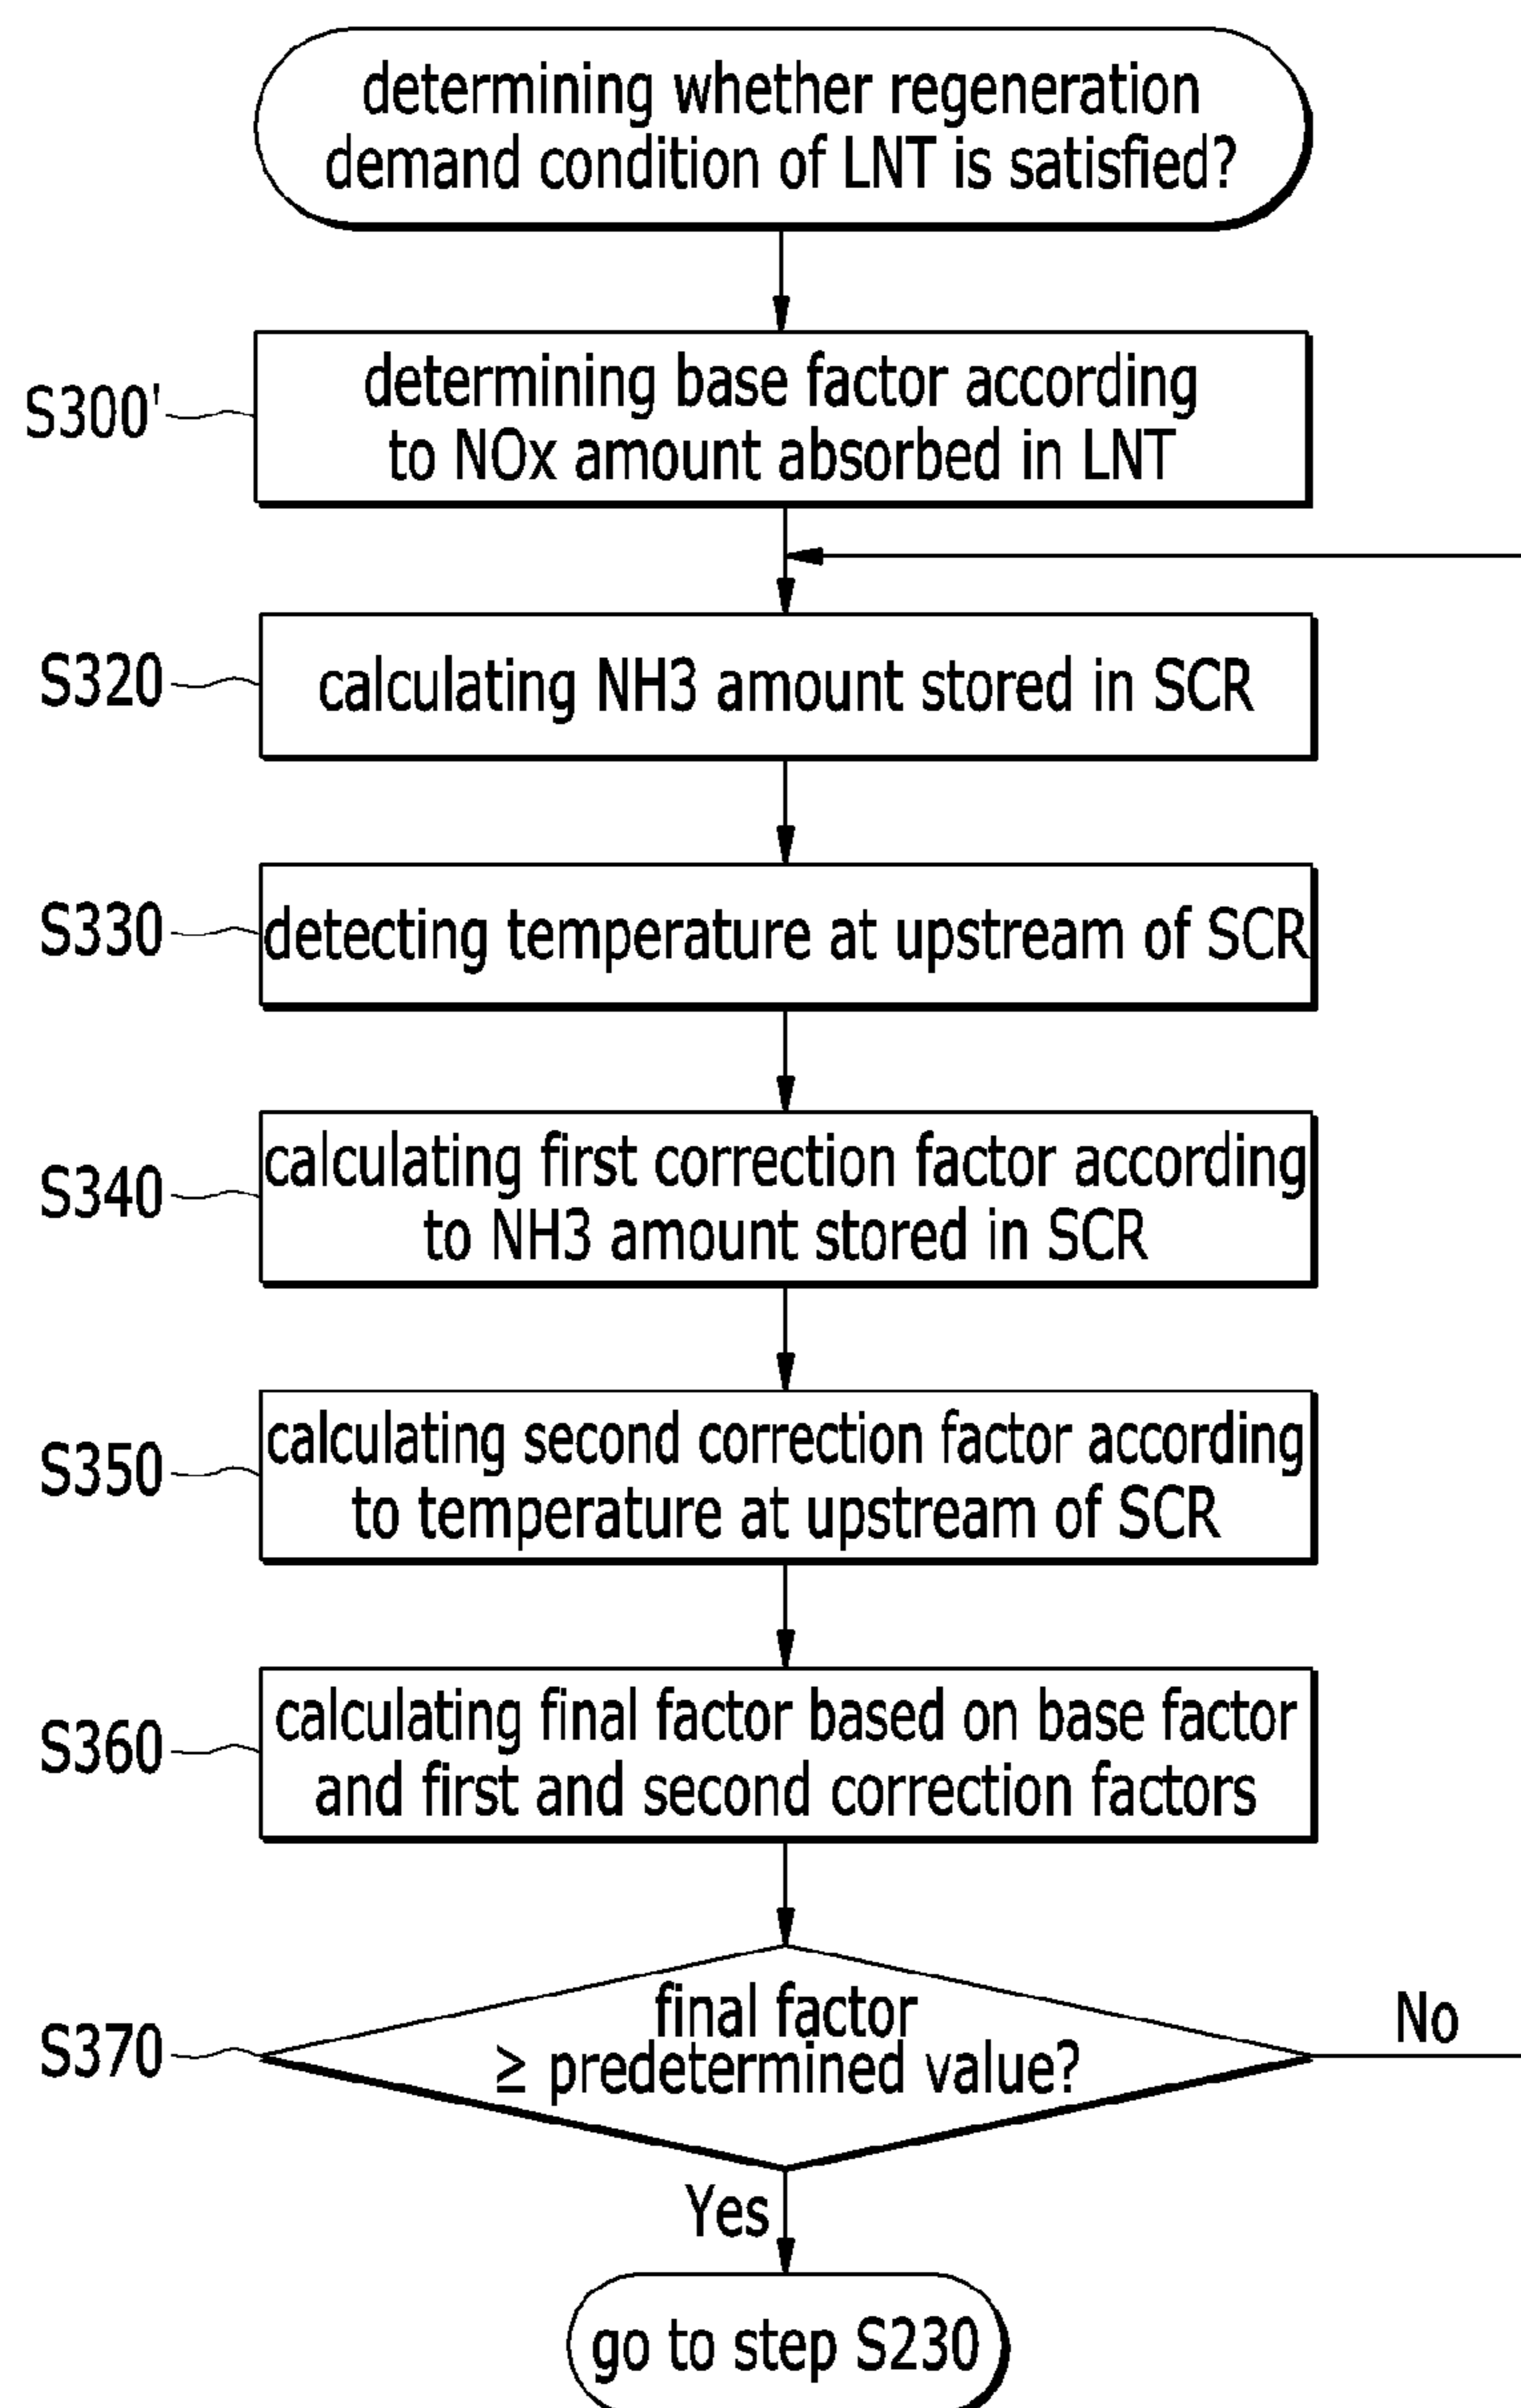 determining whether regeneration
demand condition of LNT is satisfied?
S300'
determining base factor according
to NOx amount absorbed in LNT
S320
calculating NH3 amount stored in SCR
S330
detecting temperature at upstream of SCR
S340
calculating first correction factor according
to NH3 amount stored in SCR
S350
calculating second correction factor according
to temperature at upstream of SCR
S360
calculating final factor based on base factor
and first and second correction factors
S370
final factor
≥ predetermined value?
No
Yes
go to step S230